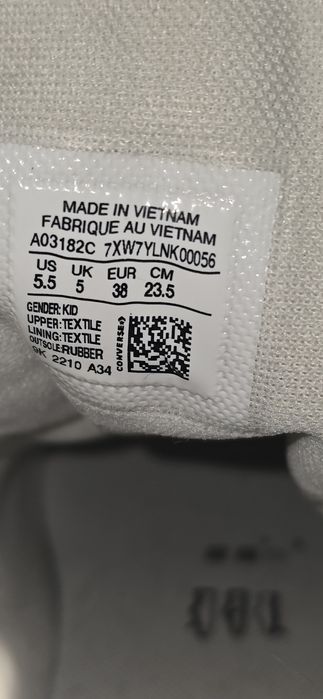 MADE IN VIETNAM
FABRIQUE AU VIETNAM
A03182C 7XW7YLNK00056
US UK EUR CM
5.5 5 38 23.5
GENDER: KID
UPPER: TEXTILE
LINING: TEXTILE
OUTSOLE: RUBBER
SK 2210 A34
CONVERSE